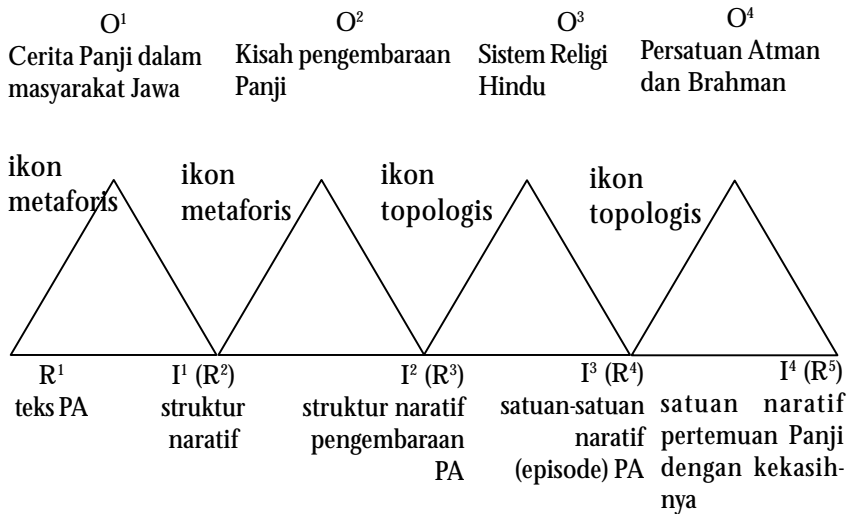 O¹ O² O³ O⁴
Cerita Panji dalam
masyarakat Jawa
Kisah pengembaraan
Panji
Sistem Religi
Hindu
Persatuan Atman
dan Brahman
ikon
metaforis
ikon
metaforis
ikon
topologis
ikon
topologis
R¹
teks PA
I¹ (R²)
struktur
naratif
I² (R³)
struktur naratif
pengembaraan
PA
I³ (R⁴)
satuan-satuan
naratif
(episode) PA
I⁴ (R⁵)
satuan naratif
pertemuan Panji
dengan kekasih-
nya